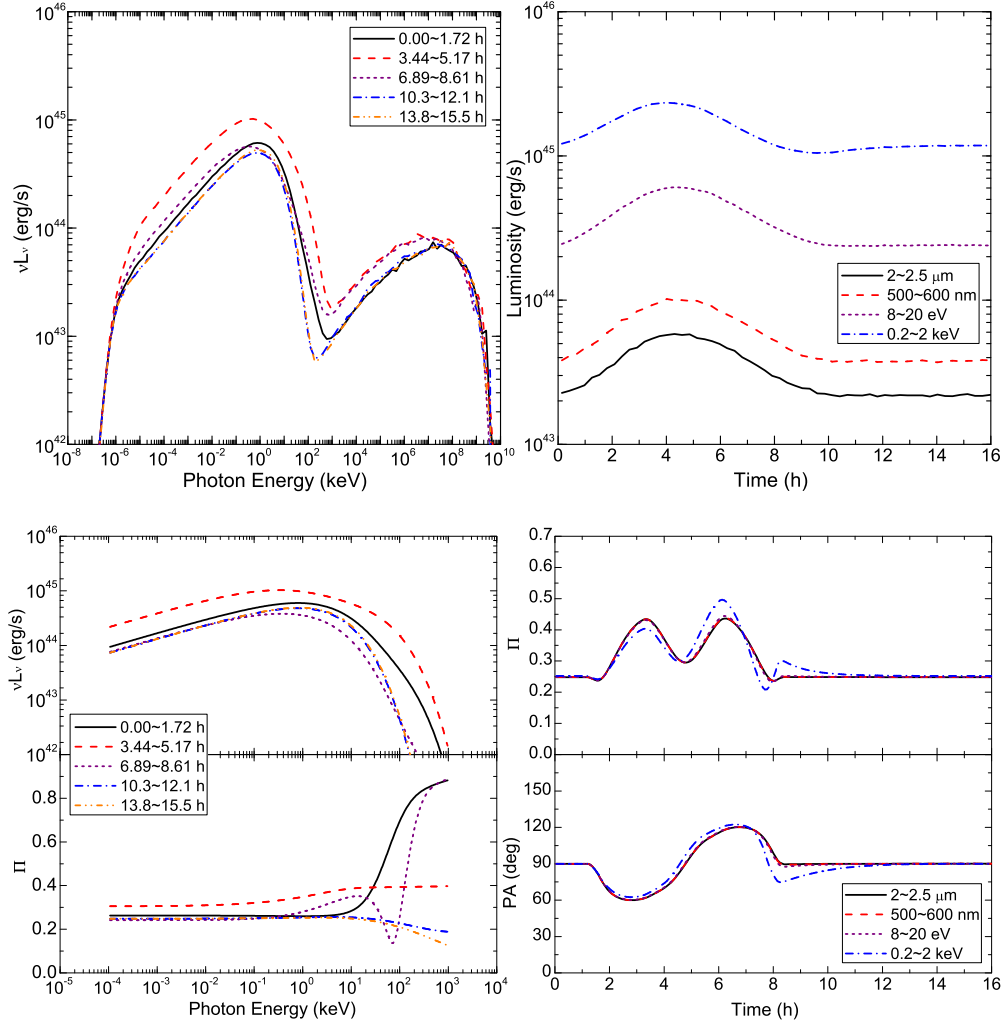 10^46
10^45
10^44
10^43
10^42
νLν (erg/s)
0.00~1.72 h
3.44~5.17 h
6.89~8.61 h
10.3~12.1 h
13.8~15.5 h
10^-8 10^-6 10^-4 10^-2 10^0 10^2 10^4 10^6 10^8 10^10
Photon Energy (keV)
10^46
10^45
10^44
10^43
Luminosity (erg/s)
2~2.5 μm
500~600 nm
8~20 eV
0.2~2 keV
0 2 4 6 8 10 12 14 16
Time (h)
10^46
10^45
10^44
10^43
10^42
νLν (erg/s)
0.00~1.72 h
3.44~5.17 h
6.89~8.61 h
10.3~12.1 h
13.8~15.5 h
0.8
0.6
0.4
0.2
0.0
Π
10^-5 10^-4 10^-3 10^-2 10^-1 10^0 10^1 10^2 10^3 10^4
Photon Energy (keV)
0.7
0.6
0.5
0.4
0.3
0.2
0.1
0.0
Π
150
120
90
60
30
0
PA (deg)
2~2.5 μm
500~600 nm
8~20 eV
0.2~2 keV
0 2 4 6 8 10 12 14 16
Time (h)